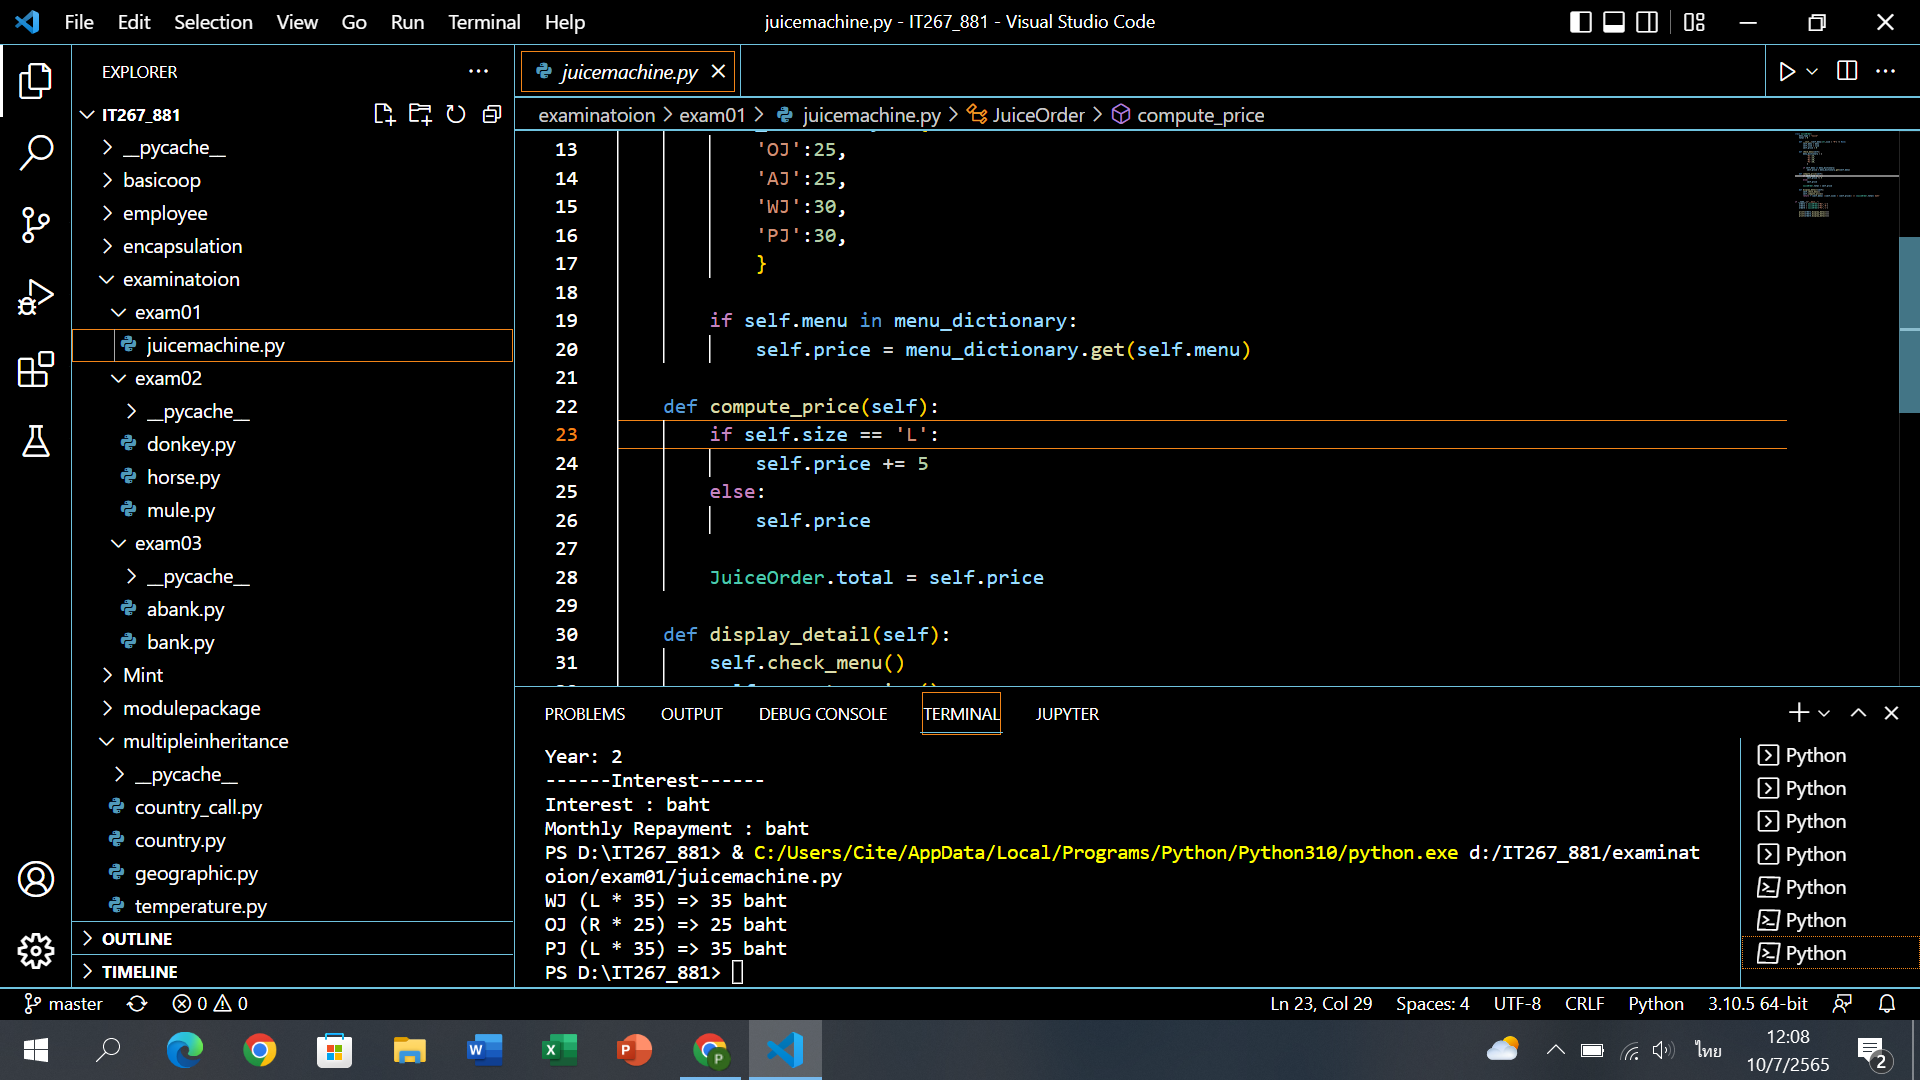 File Edit Selection View Go Run Terminal Help
juicemachine.py - IT267_881 - Visual Studio Code
EXPLORER
IT267_881
__pycache__
basicoop
employee
encapsulation
examinatoion
exam01
juicemachine.py
exam02
__pycache__
donkey.py
horse.py
mule.py
exam03
__pycache__
abank.py
bank.py
Mint
modulepackage
multipleinheritance
__pycache__
country_call.py
country.py
geographic.py
temperature.py
OUTLINE
TIMELINE
juicemachine.py
examinatoion > exam01 > juicemachine.py > JuiceOrder > compute_price
13 'OJ':25,
14 'AJ':25,
15 'WJ':30,
16 'PJ':30,
17 }
18
19 if self.menu in menu_dictionary:
20 self.price = menu_dictionary.get(self.menu)
21
22 def compute_price(self):
23 if self.size == 'L':
24 self.price += 5
25 else:
26 self.price
27
28 JuiceOrder.total = self.price
29
30 def display_detail(self):
31 self.check_menu()
PROBLEMS OUTPUT DEBUG CONSOLE TERMINAL JUPYTER
Year: 2
------Interest------
Interest : baht
Monthly Repayment : baht
PS D:\IT267_881> & C:/Users/Cite/AppData/Local/Programs/Python/Python310/python.exe d:/IT267_881/examinat
oion/exam01/juicemachine.py
WJ (L * 35) => 35 baht
OJ (R * 25) => 25 baht
PJ (L * 35) => 35 baht
PS D:\IT267_881>
Python
Python
Python
Python
Python
Python
Python
master 0 0
Ln 23, Col 29 Spaces: 4 UTF-8 CRLF Python 3.10.5 64-bit
ไทย
12:08
10/7/2565
2